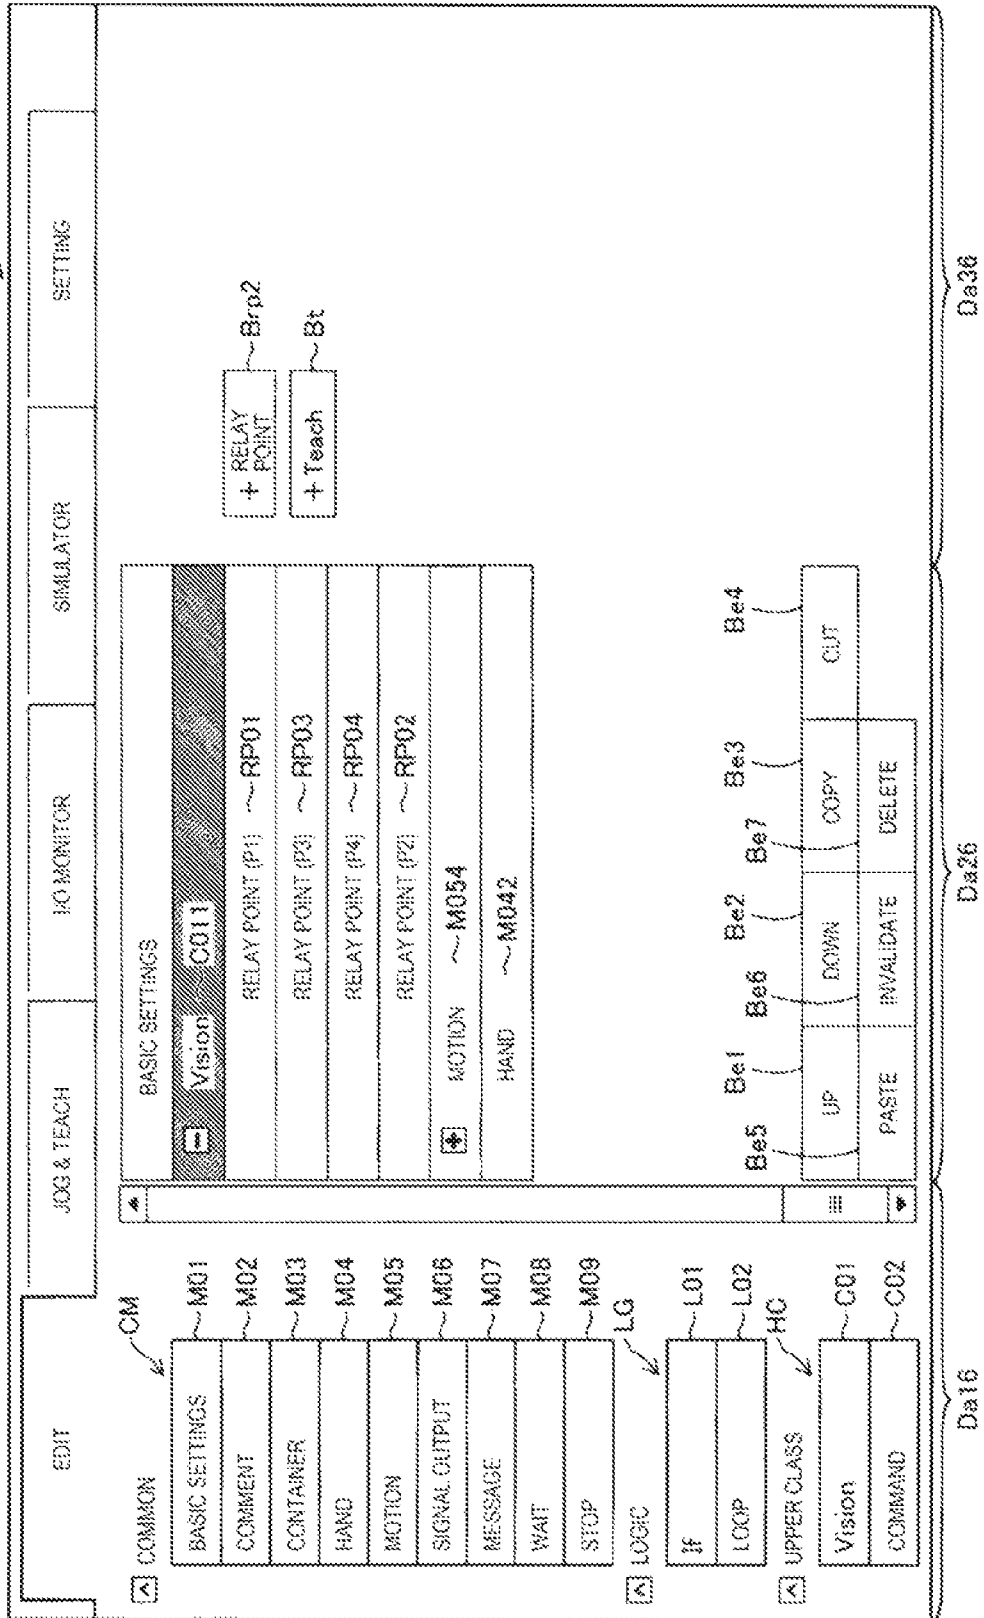 EDIT
JOG & TEACH
I/O MONITOR
SIMULATOR
SETTING
COMMON
CM
BASIC SETTINGS
M01
COMMENT
M02
CONTAINER
M03
HAND
M04
MOTION
M05
SIGNAL OUTPUT
M06
MESSAGE
M07
WAIT
M08
STOP
M09
LOGIC
LG
If
L01
LOOP
L02
UPPER CLASS
HC
Vision
C01
COMMAND
C02
Da16
BASIC SETTINGS
Vision C011
RELAY POINT (P1) RP01
RELAY POINT (P3) RP03
RELAY POINT (P4) RP04
RELAY POINT (P2) RP02
+ MOTION M054
HAND M042
Be5 Be1 Be6 Be2 Be7 Be3 Be4
UP DOWN COPY CUT
PASTE INVALIDATE DELETE
Da26
+ RELAY
POINT
Brp2
+ Teach
Bt
Da36